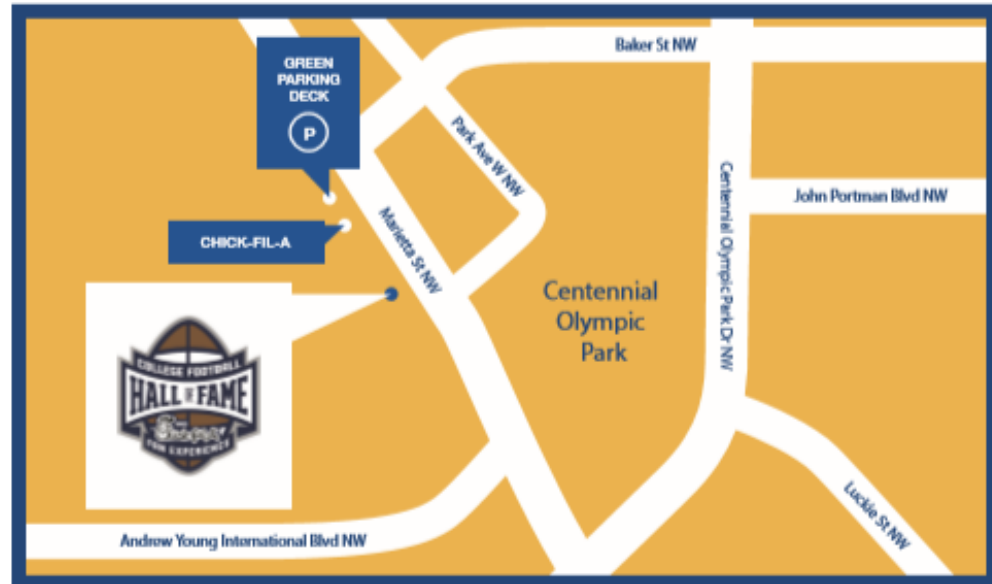 GREEN
PARKING
DECK
P
Baker St NW
Park Ave W NW
Centennial Olympic Park Dr NW
John Portman Blvd NW
CHICK-FIL-A
Marietta St NW
Centennial
Olympic
Park
COLLEGE FOOTBALL
HALL OF FAME
Chick-fil-A
FAN EXPERIENCE
Luckie St NW
Andrew Young International Blvd NW